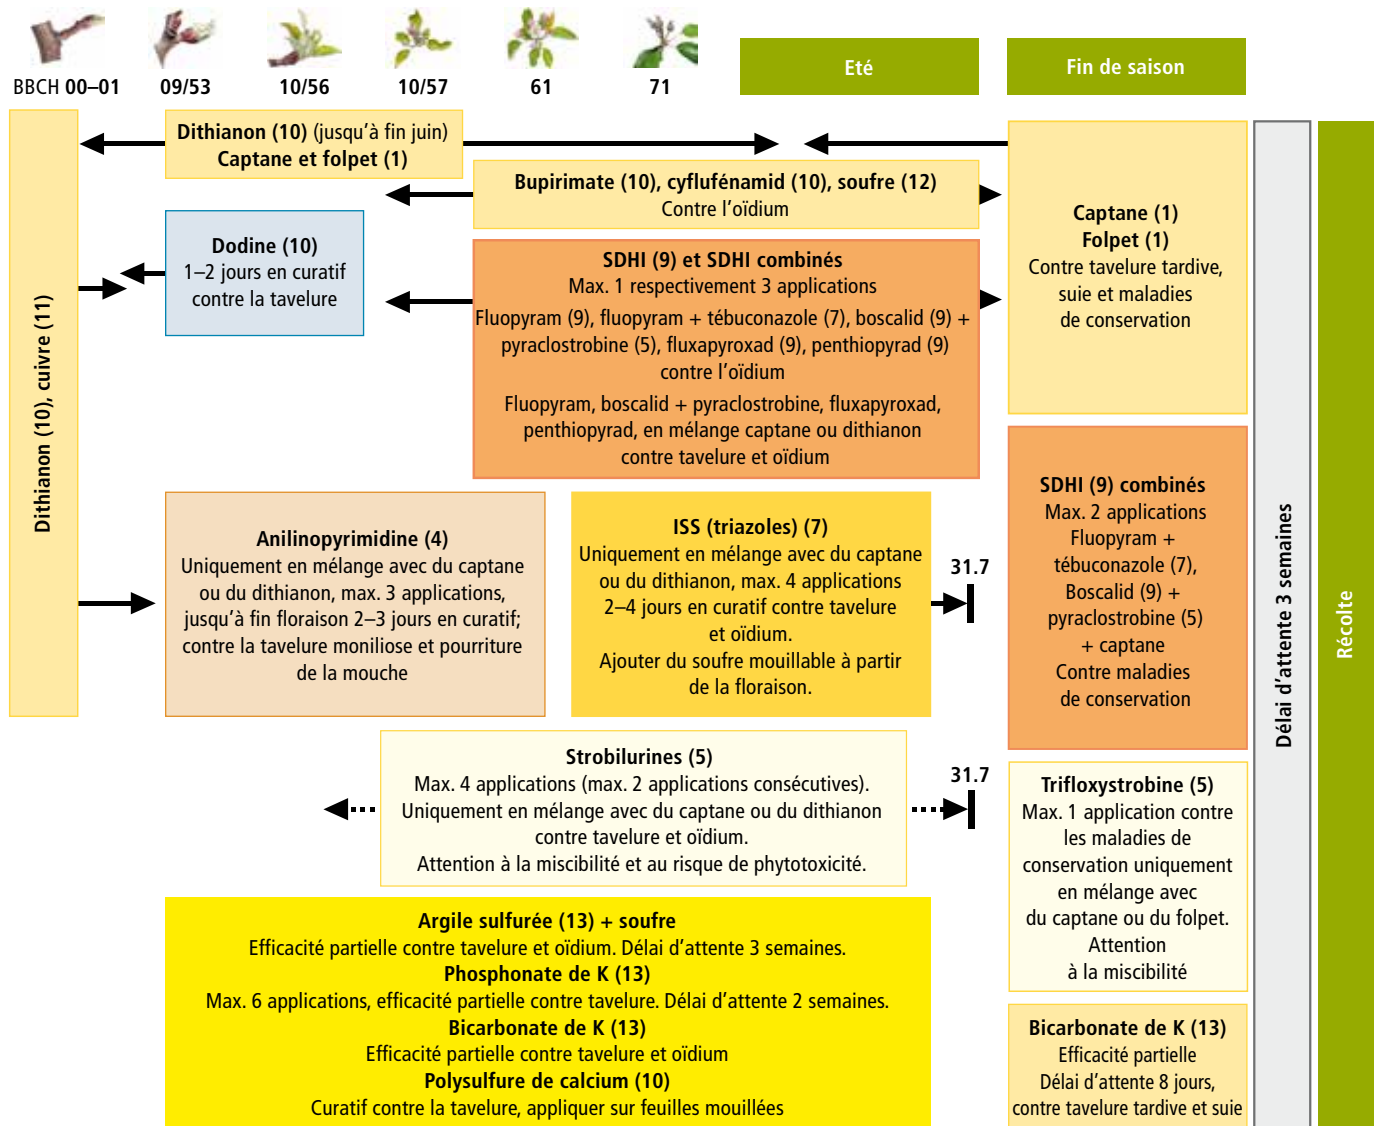 BBCH 00–01
09/53
10/56
10/57
61
71
Eté
Fin de saison
Dithianon (10), cuivre (11)
Dithianon (10) (jusqu'à fin juin)
Captane et folpet (1)
Bupirimate (10), cyflufénamid (10), soufre (12)
Contre l'oïdium
Dodine (10)
1–2 jours en curatif
contre la tavelure
SDHI (9) et SDHI combinés
Max. 1 respectivement 3 applications
Fluopyram (9), fluopyram + tébuconazole (7), boscalid (9) +
pyraclostrobine (5), fluxapyroxad (9), penthiopyrad (9)
contre l'oïdium
Fluopyram, boscalid + pyraclostrobine, fluxapyroxad,
penthiopyrad, en mélange captane ou dithianon
contre tavelure et oïdium
Anilinopyrimidine (4)
Uniquement en mélange avec du captane
ou du dithianon, max. 3 applications,
jusqu'à fin floraison 2–3 jours en curatif;
contre la tavelure moniliose et pourriture
de la mouche
ISS (triazoles) (7)
Uniquement en mélange avec du captane
ou du dithianon, max. 4 applications
2–4 jours en curatif contre tavelure
et oïdium.
Ajouter du soufre mouillable à partir
de la floraison.
31.7
Strobilurines (5)
Max. 4 applications (max. 2 applications consécutives).
Uniquement en mélange avec du captane ou du dithianon
contre tavelure et oïdium.
Attention à la miscibilité et au risque de phytotoxicité.
31.7
Argile sulfurée (13) + soufre
Efficacité partielle contre tavelure et oïdium. Délai d'attente 3 semaines.
Phosphonate de K (13)
Max. 6 applications, efficacité partielle contre tavelure. Délai d'attente 2 semaines.
Bicarbonate de K (13)
Efficacité partielle contre tavelure et oïdium
Polysulfure de calcium (10)
Curatif contre la tavelure, appliquer sur feuilles mouillées
Captane (1)
Folpet (1)
Contre tavelure tardive,
suie et maladies
de conservation
SDHI (9) combinés
Max. 2 applications
Fluopyram +
tébuconazole (7),
Boscalid (9) +
pyraclostrobine (5)
+ captane
Contre maladies
de conservation
Trifloxystrobine (5)
Max. 1 application contre
les maladies de
conservation uniquement
en mélange avec
du captane ou du folpet.
Attention
à la miscibilité
Bicarbonate de K (13)
Efficacité partielle
Délai d'attente 8 jours,
contre tavelure tardive et suie
Délai d'attente 3 semaines
Récolte